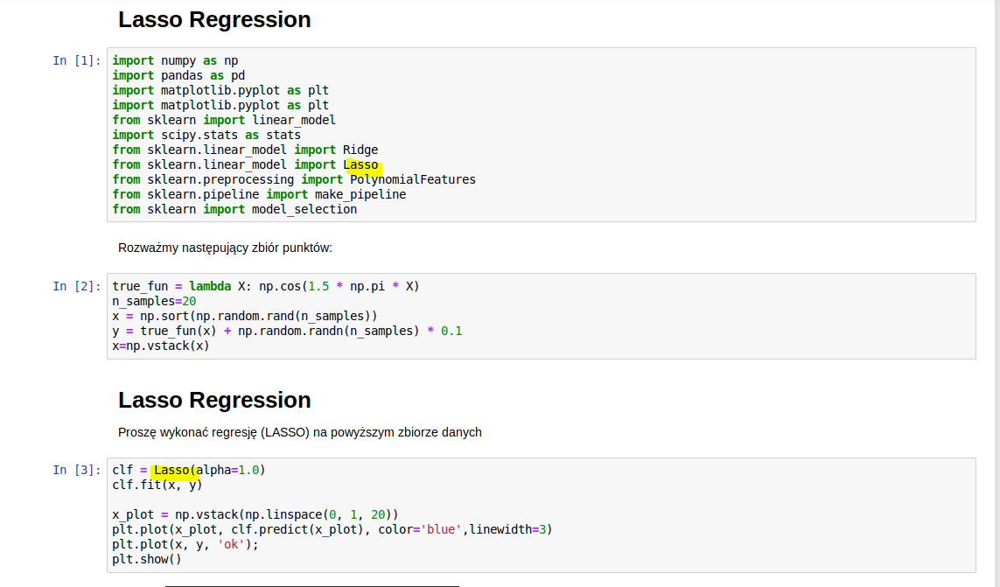 Lasso Regression
In [1]: import numpy as np
import pandas as pd
import matplotlib.pyplot as plt
import matplotlib.pyplot as plt
from sklearn import linear_model
import scipy.stats as stats
from sklearn.linear_model import Ridge
from sklearn.linear_model import Lasso
from sklearn.preprocessing import PolynomialFeatures
from sklearn.pipeline import make_pipeline
from sklearn import model_selection
Rozważmy następujący zbiór punktów:
In [2]: true_fun = lambda X: np.cos(1.5 * np.pi * X)
n_samples=20
x = np.sort(np.random.rand(n_samples))
y = true_fun(x) + np.random.randn(n_samples) * 0.1
x=np.vstack(x)
Lasso Regression
Proszę wykonać regresję (LASSO) na powyższym zbiorze danych
In [3]: clf = Lasso(alpha=1.0)
clf.fit(x, y)
x_plot = np.vstack(np.linspace(0, 1, 20))
plt.plot(x_plot, clf.predict(x_plot), color='blue',linewidth=3)
plt.plot(x, y, 'ok');
plt.show()